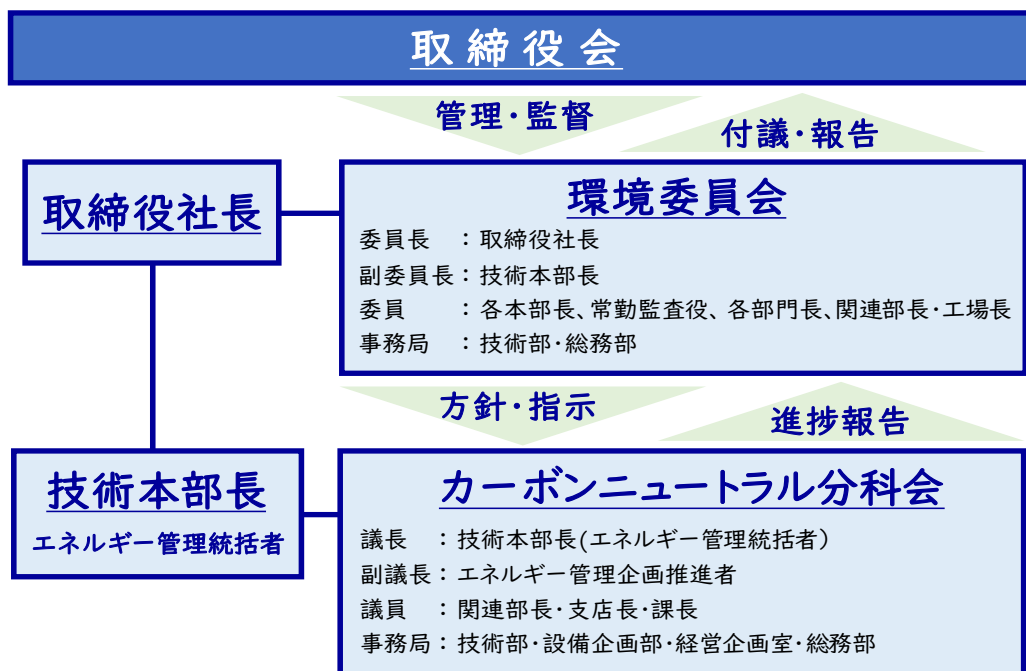 取締役会
管理・監督
付議・報告
取締役社長
環境委員会
委員長　：取締役社長
副委員長：技術本部長
委員　　：各本部長、常勤監査役、各部門長、関連部長・工場長
事務局　：技術部・総務部
方針・指示
進捗報告
技術本部長
エネルギー管理統括者
カーボンニュートラル分科会
議長　：技術本部長(エネルギー管理統括者)
副議長：エネルギー管理企画推進者
議員　：関連部長・支店長・課長
事務局：技術部・設備企画部・経営企画室・総務部